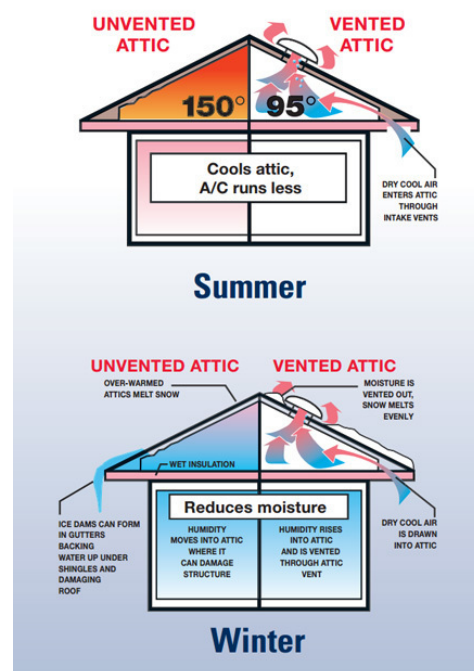 UNVENTED
ATTIC
VENTED
ATTIC
150°
95°
Cools attic,
A/C runs less
DRY COOL AIR
ENTERS ATTIC
THROUGH
INTAKE VENTS
Summer
UNVENTED ATTIC
VENTED ATTIC
OVER-WARMED
ATTICS MELT SNOW
MOISTURE IS
VENTED OUT,
SNOW MELTS
EVENLY
WET INSULATION
ICE DAMS CAN FORM
IN GUTTERS
BACKING
WATER UP UNDER
SHINGLES AND
DAMAGING
ROOF
Reduces moisture
HUMIDITY
MOVES INTO ATTIC
WHERE IT
CAN DAMAGE
STRUCTURE
HUMIDITY RISES
INTO ATTIC
AND IS VENTED
THROUGH ATTIC
VENT
DRY COOL AIR
IS DRAWN
INTO ATTIC
Winter